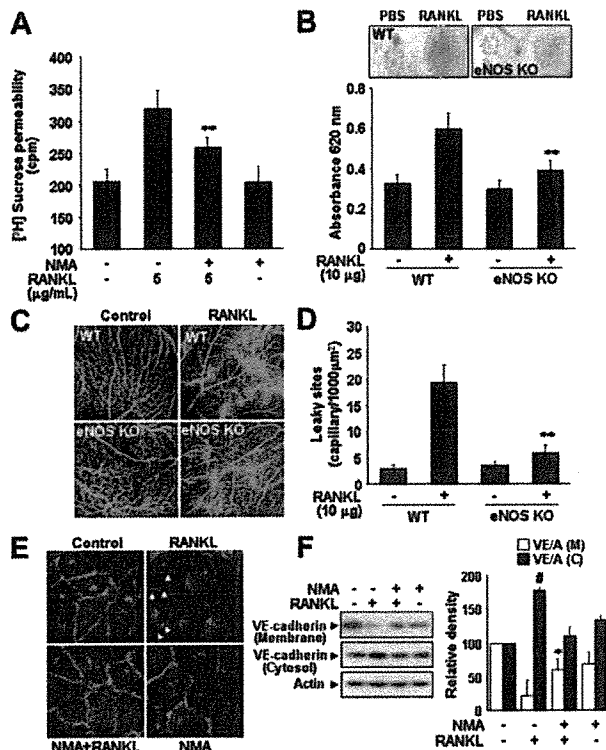 A
[³H] Sucrose permeability
(cpm)
400
350
300
250
200
150
100
**
NMA - - + +
RANKL - 5 5 -
(μg/mL)
B
PBS RANKL PBS RANKL
WT
eNOS KO
Absorbance 620 nm
0.8
0.6
0.4
0.2
0
**
RANKL - + - +
(10 μg)
WT eNOS KO
C
Control RANKL
WT WT
eNOS KO eNOS KO
D
Leaky sites
(capillary/1000μm²)
30
25
20
15
10
5
0
**
RANKL - + - +
(10 μg)
WT eNOS KO
E
Control RANKL
NMA+RANKL NMA
F
NMA - - + +
RANKL - + + -
VE-cadherin
(Membrane)
VE-cadherin
(Cytosol)
Actin
VE/A (M)
VE/A (C)
Relative density
200
150
100
50
0
#
*
NMA - - + +
RANKL - + + -